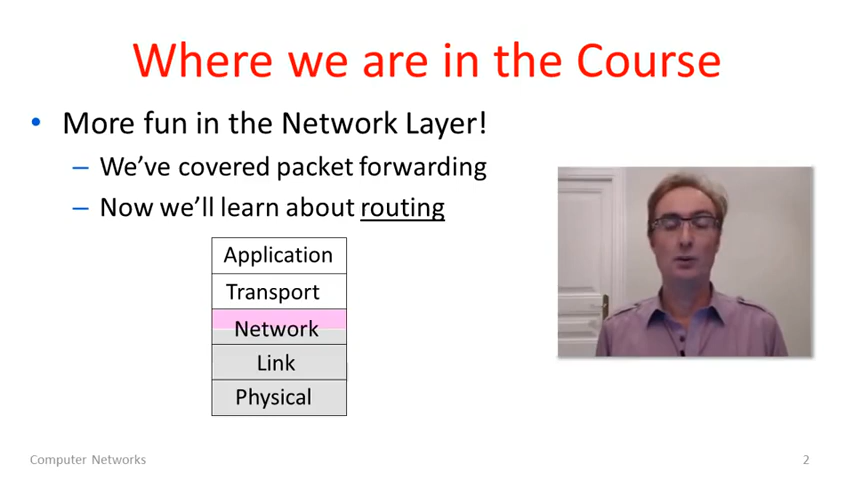 Where we are in the Course
• More fun in the Network Layer!
– We've covered packet forwarding
– Now we'll learn about routing
Application
Transport
Network
Link
Physical
Computer Networks
2